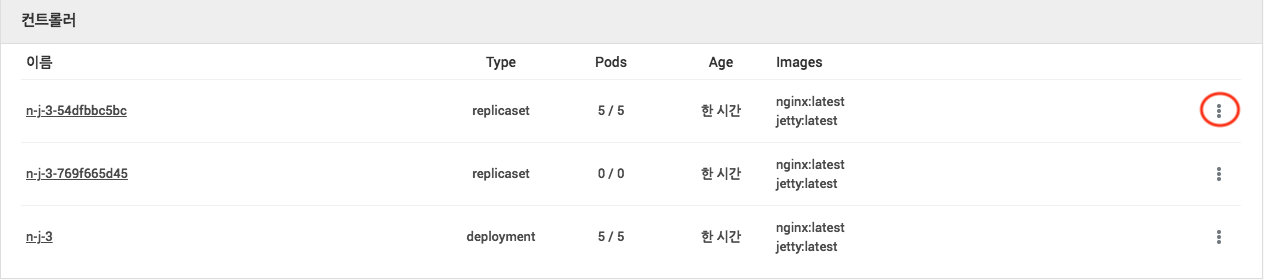 컨트롤러
이름 Type Pods Age Images
n-j-3-54dfbbc5bc replicaset 5 / 5 한 시간 nginx:latest
jetty:latest
n-j-3-769f665d45 replicaset 0 / 0 한 시간 nginx:latest
jetty:latest
n-j-3 deployment 5 / 5 한 시간 nginx:latest
jetty:latest